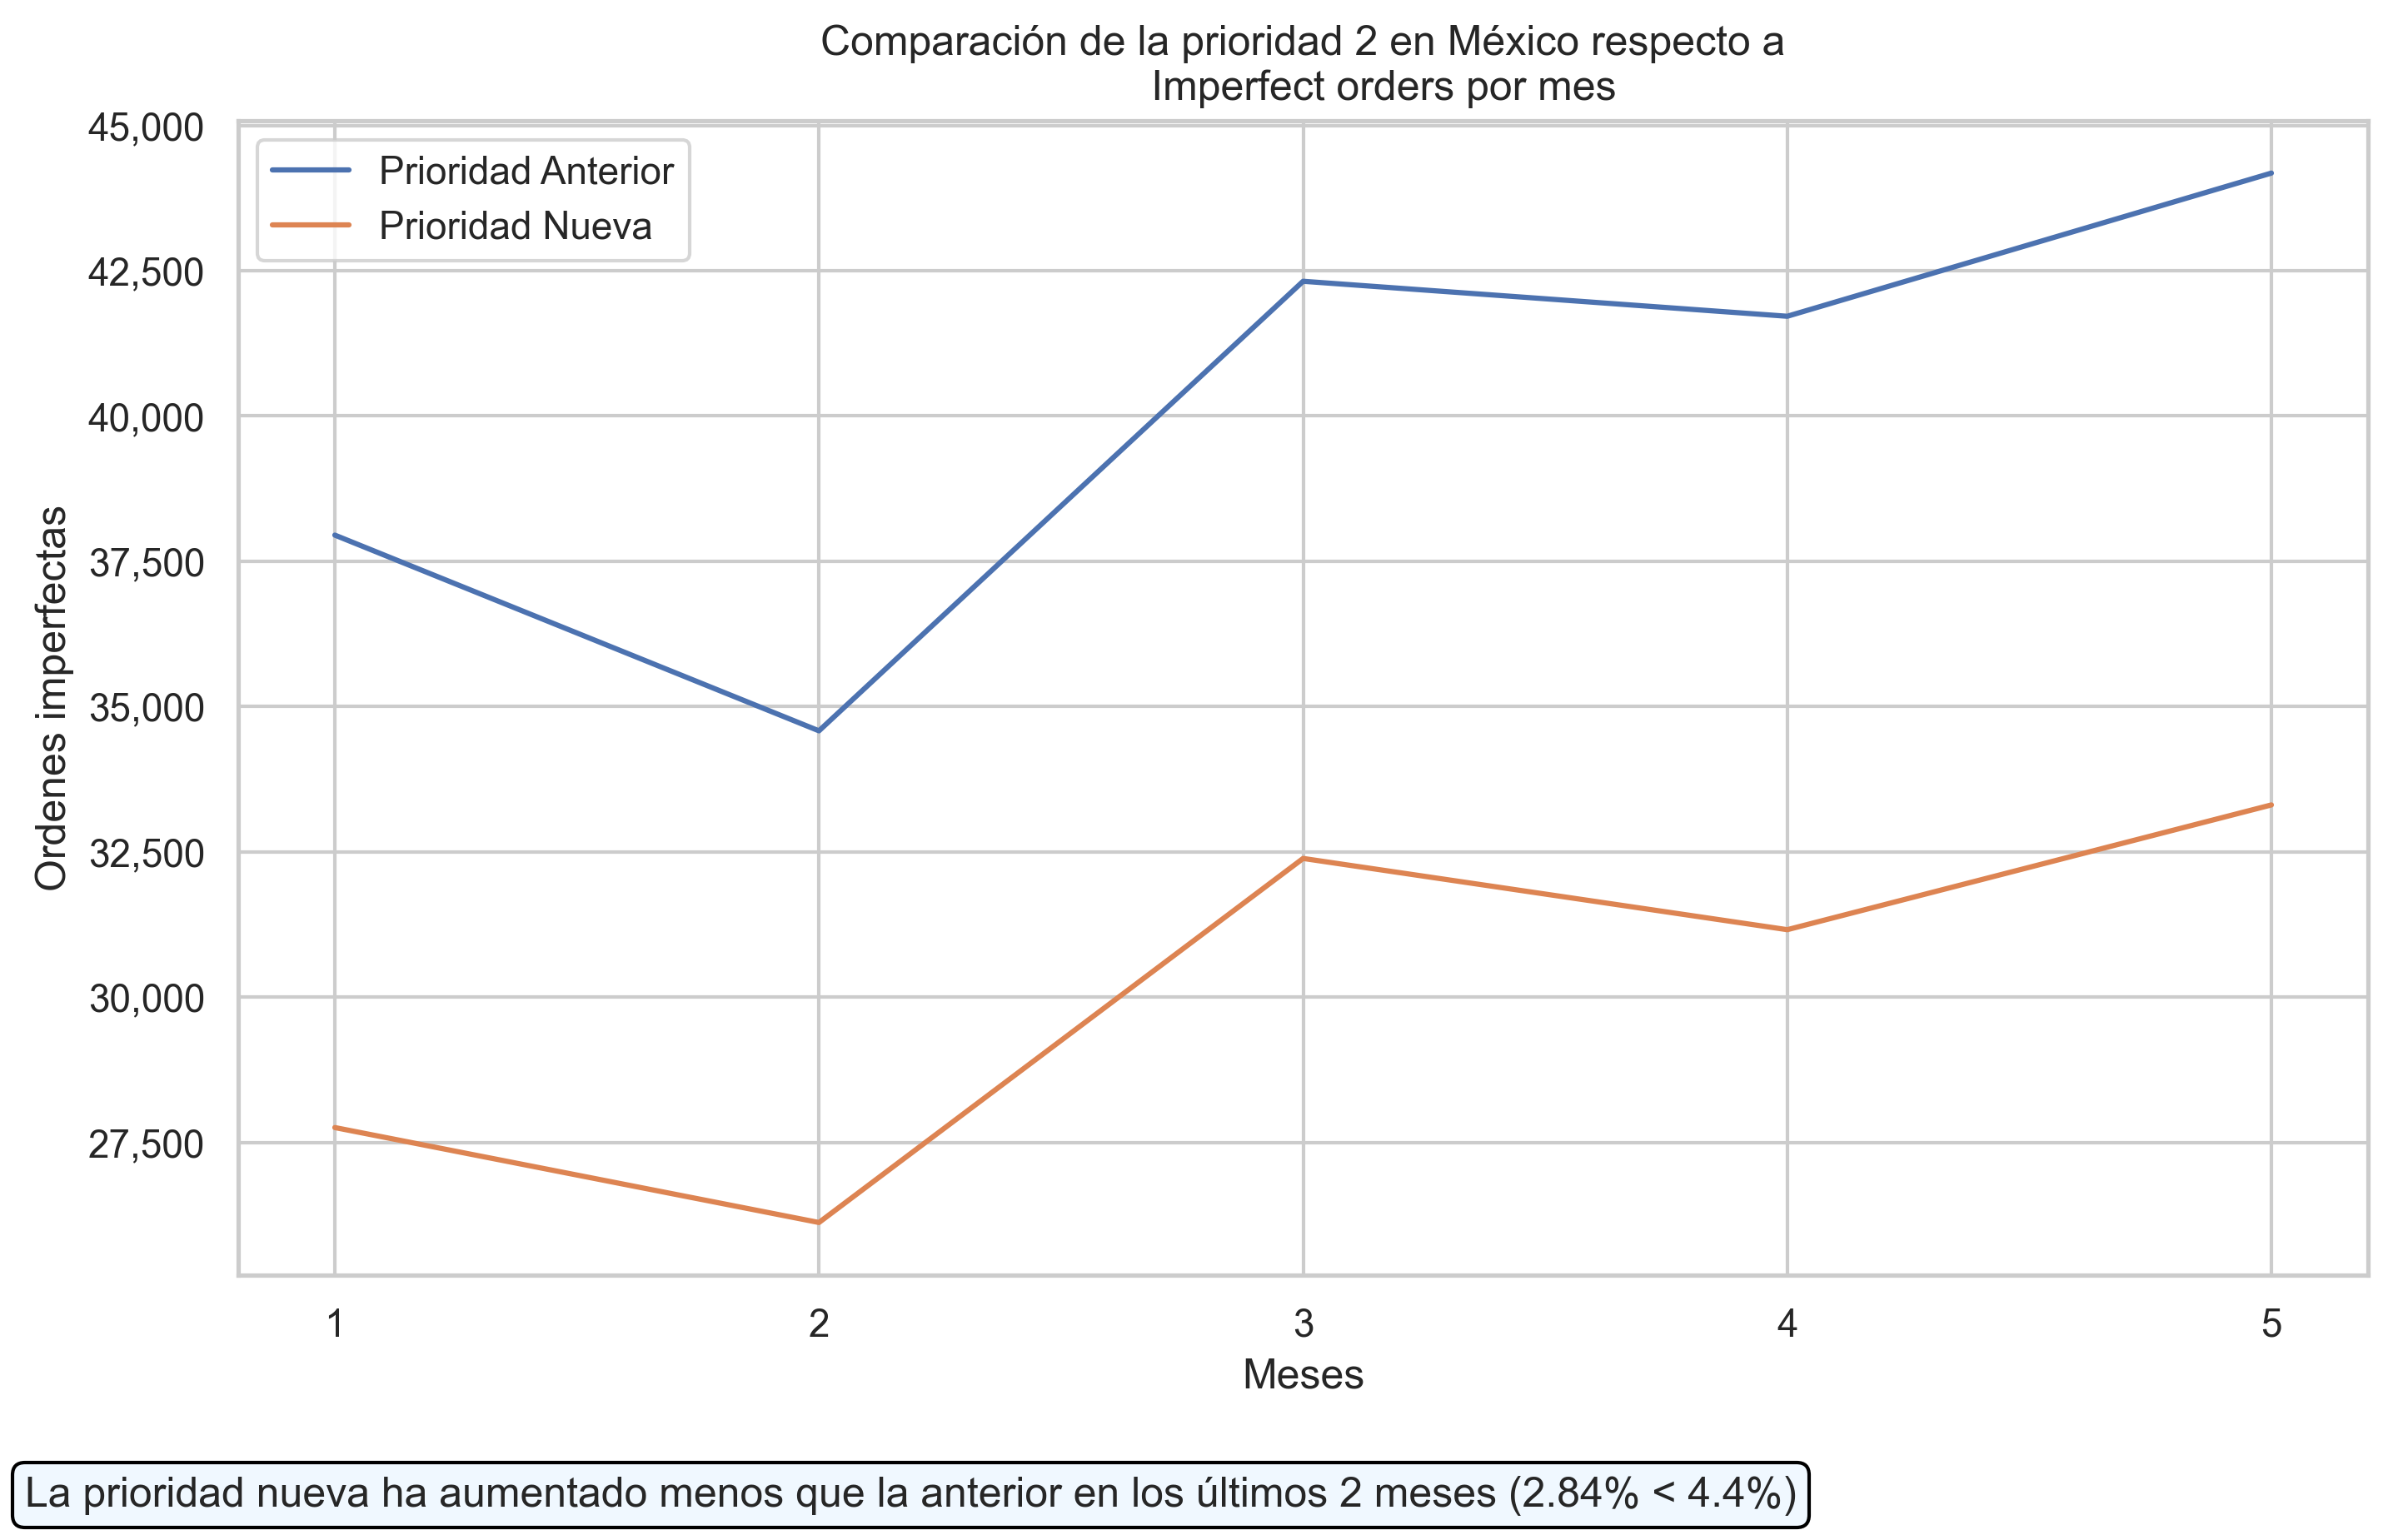 Comparación de la prioridad 2 en México respecto a
Imperfect orders por mes
45,000
42,500
40,000
37,500
35,000
32,500
30,000
27,500
Ordenes imperfectas
Prioridad Anterior
Prioridad Nueva
1 2 3 4 5
Meses
La prioridad nueva ha aumentado menos que la anterior en los últimos 2 meses (2.84% < 4.4%)